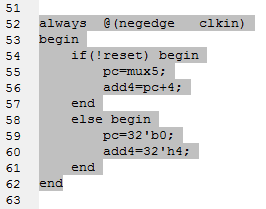 51
52 always @(negedge clkin)
53 begin
54 if(!reset) begin
55 pc=mux5;
56 add4=pc+4;
57 end
58 else begin
59 pc=32'b0;
60 add4=32'h4;
61 end
62 end
63